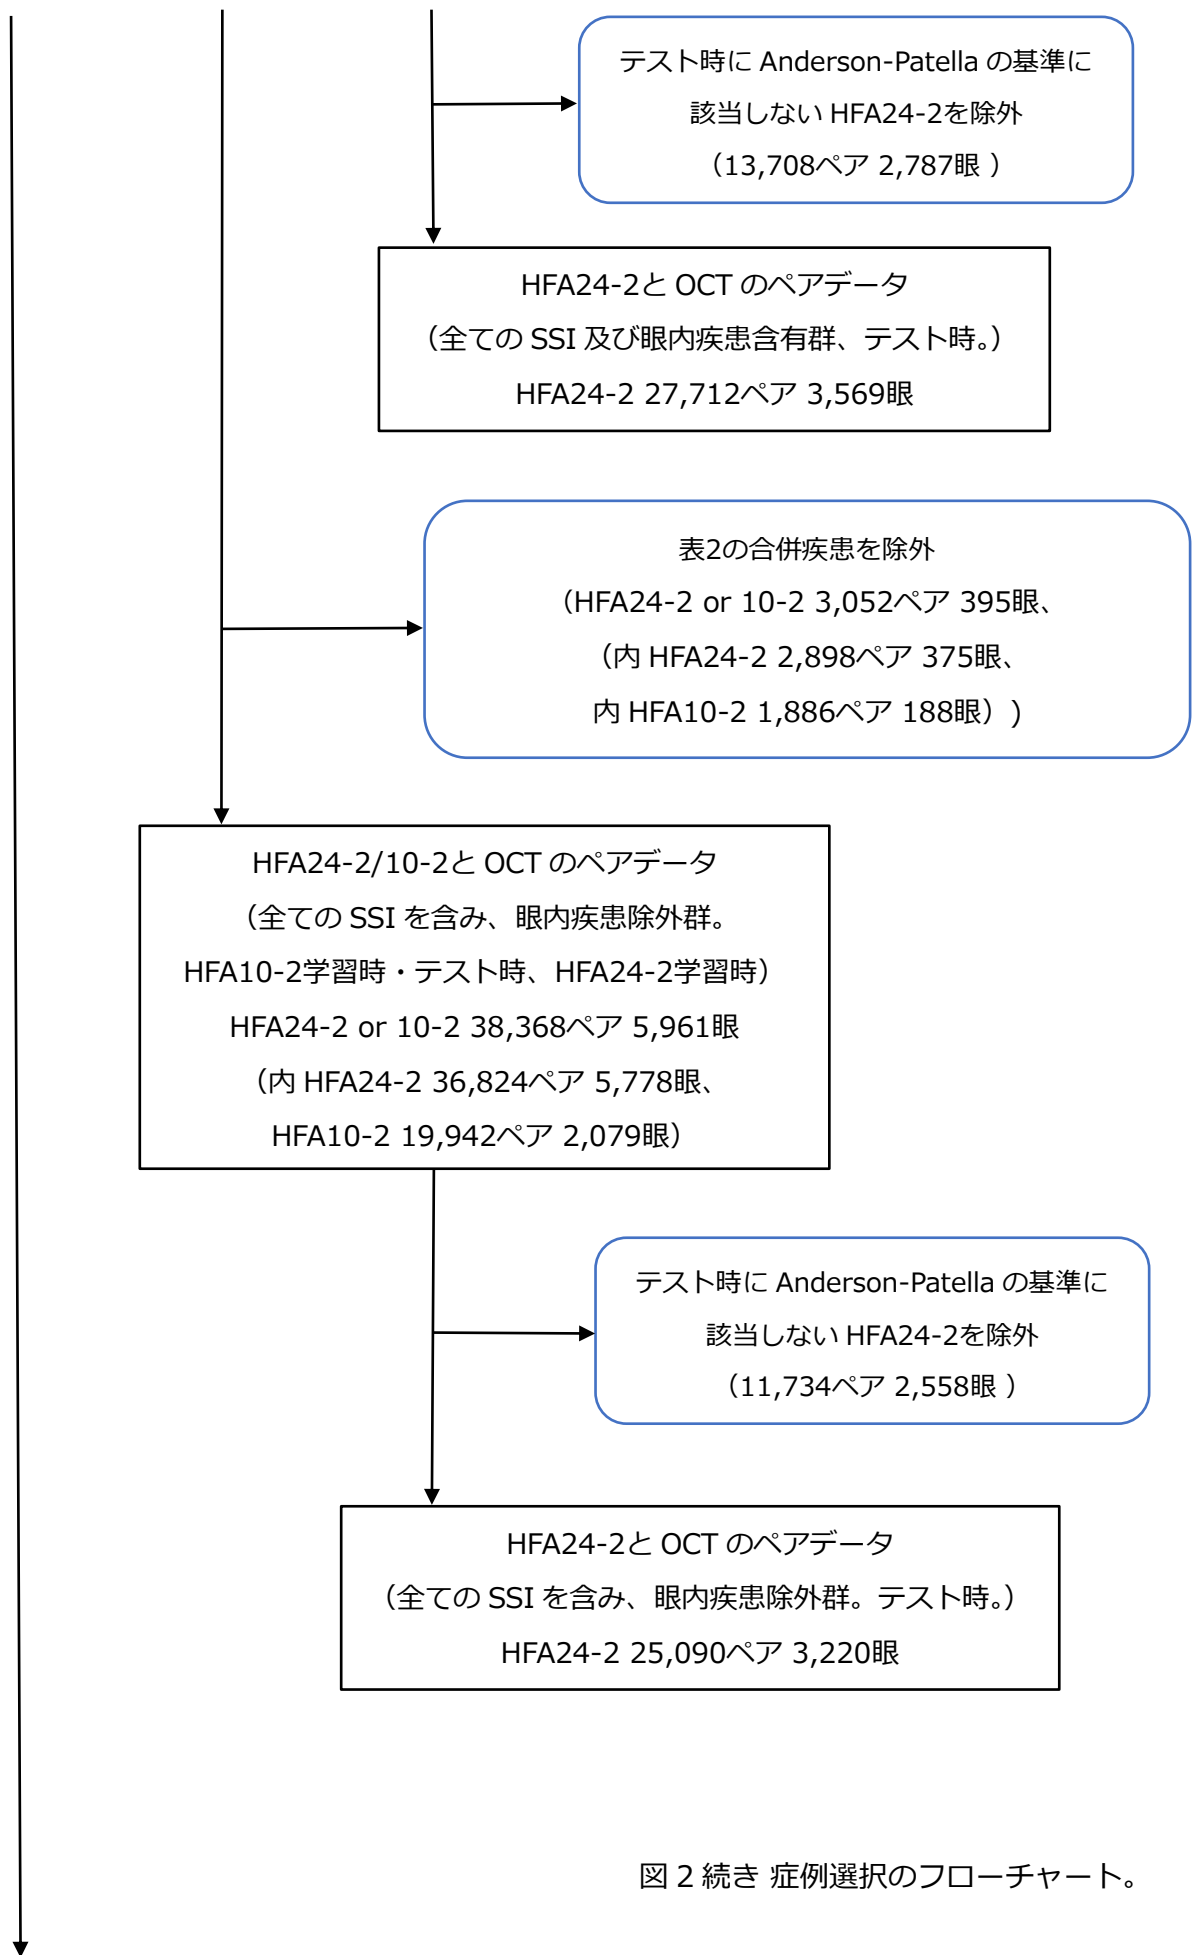 テスト時に Anderson-Patella の基準に
該当しない HFA24-2を除外
（13,708ペア 2,787眼 ）
HFA24-2と OCT のペアデータ
（全ての SSI 及び眼内疾患含有群、テスト時。）
HFA24-2 27,712ペア 3,569眼
表2の合併疾患を除外
（HFA24-2 or 10-2 3,052ペア 395眼、
（内 HFA24-2 2,898ペア 375眼、
内 HFA10-2 1,886ペア 188眼）)
HFA24-2/10-2と OCT のペアデータ
（全ての SSI を含み、眼内疾患除外群。
HFA10-2学習時・テスト時、HFA24-2学習時）
HFA24-2 or 10-2 38,368ペア 5,961眼
（内 HFA24-2 36,824ペア 5,778眼、
HFA10-2 19,942ペア 2,079眼）
テスト時に Anderson-Patella の基準に
該当しない HFA24-2を除外
（11,734ペア 2,558眼 ）
HFA24-2と OCT のペアデータ
（全ての SSI を含み、眼内疾患除外群。テスト時。）
HFA24-2 25,090ペア 3,220眼
図 2 続き 症例選択のフローチャート。